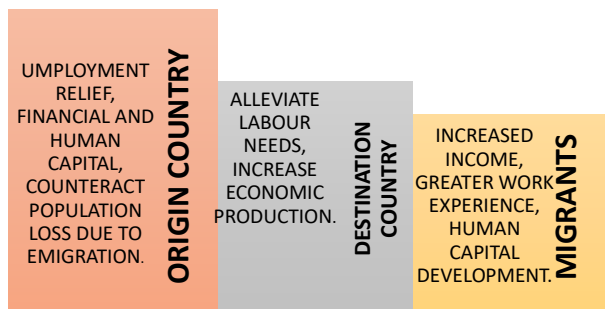 UMPLOYMENT
RELIEF,
FINANCIAL AND
HUMAN
CAPITAL,
COUNTERACT
POPULATION
LOSS DUE TO
EMIGRATION.
ORIGIN COUNTRY
ALLEVIATE
LABOUR
NEEDS,
INCREASE
ECONOMIC
PRODUCTION.
DESTINATION
COUNTRY
INCREASED
INCOME,
GREATER WORK
EXPERIENCE,
HUMAN
CAPITAL
DEVELOPMENT.
MIGRANTS